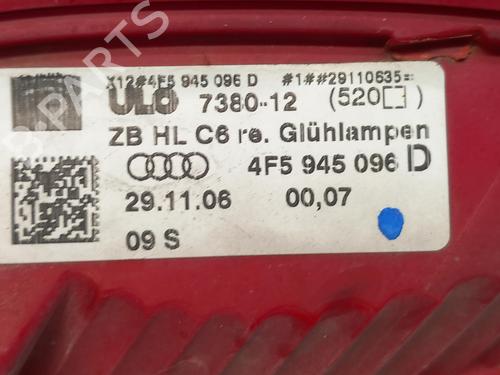 X12#4F5 945 096 D #1##29110635=
ULO 7380-12 (520[ ])
ZB HL C6 re. Glühlampen
4F5 945 096 D
29.11.06 00,07
09 S
B-Parts